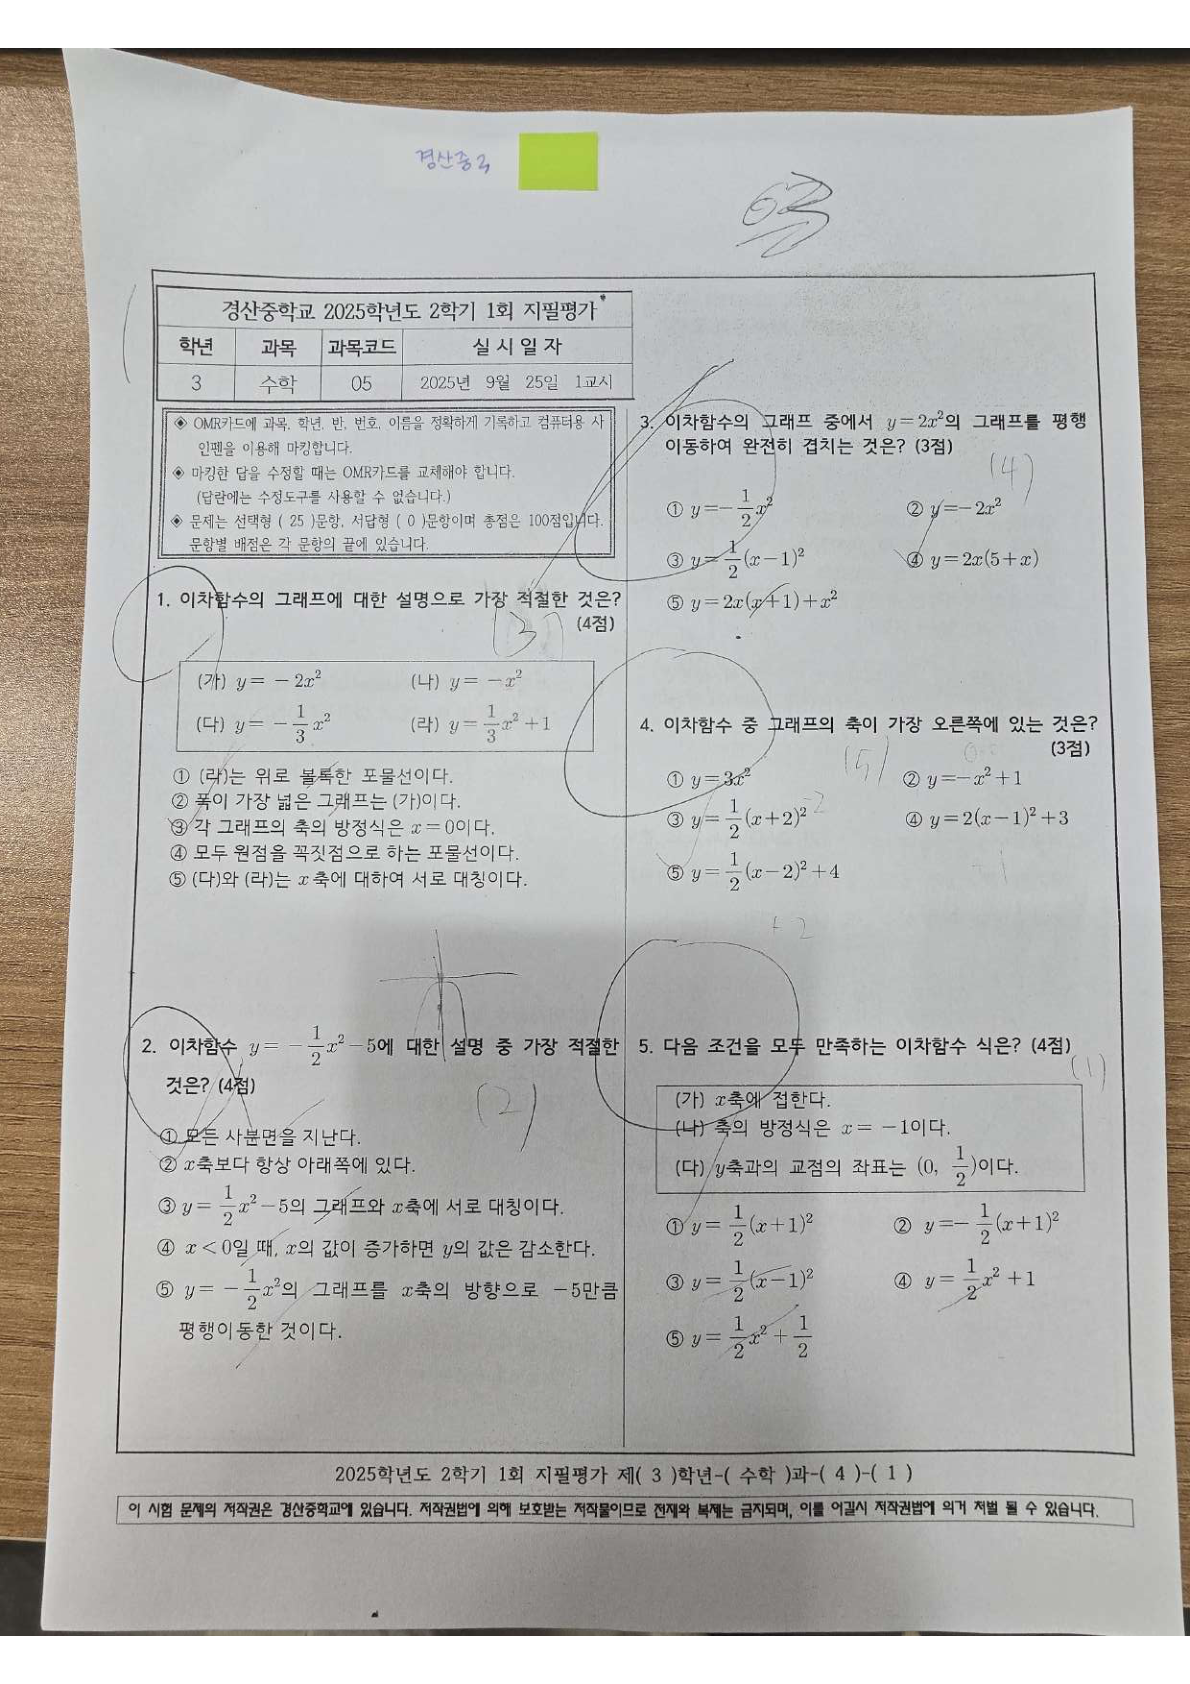 경산중3
경산중학교 2025학년도 2학기 1회 지필평가
학년 과목 과목코드 실 시 일 자
3 수학 05 2025년 9월 25일 1교시
◈ OMR카드에 과목, 학년, 반, 번호, 이름을 정확하게 기록하고 컴퓨터용 사
인펜을 이용해 마킹합니다.
◈ 마킹한 답을 수정할 때는 OMR카드를 교체해야 합니다.
(답란에는 수정도구를 사용할 수 없습니다.)
◈ 문제는 선택형 ( 25 )문항, 서답형 ( 0 )문항이며 총점은 100점입니다.
문항별 배점은 각 문항의 끝에 있습니다.
1. 이차함수의 그래프에 대한 설명으로 가장 적절한 것은?
(4점)
(3)
(가) y = − 2x² (나) y = − x²
(다) y = − 1/3 x² (라) y = 1/3 x² + 1
① (라)는 위로 볼록한 포물선이다.
② 폭이 가장 넓은 그래프는 (가)이다.
③ 각 그래프의 축의 방정식은 x = 0이다.
④ 모두 원점을 꼭짓점으로 하는 포물선이다.
⑤ (다)와 (라)는 x축에 대하여 서로 대칭이다.
2. 이차함수 y = − 1/2 x² − 5에 대한 설명 중 가장 적절한
것은? (4점)
(2)
① 모든 사분면을 지난다.
② x축보다 항상 아래쪽에 있다.
③ y = 1/2 x² − 5의 그래프와 x축에 서로 대칭이다.
④ x < 0일 때, x의 값이 증가하면 y의 값은 감소한다.
⑤ y = − 1/2 x²의 그래프를 x축의 방향으로 −5만큼
평행이동한 것이다.
3. 이차함수의 그래프 중에서 y = 2x²의 그래프를 평행
이동하여 완전히 겹치는 것은? (3점)
(4)
① y = − 1/2 x² ② y = − 2x²
③ y = 1/2 (x − 1)² ④ y = 2x(5 + x)
⑤ y = 2x(x + 1) + x²
4. 이차함수 중 그래프의 축이 가장 오른쪽에 있는 것은?
(3점)
(5)
① y = 3x² ② y = − x² + 1
③ y = 1/2 (x + 2)² -2 ④ y = 2(x − 1)² + 3
⑤ y = 1/2 (x − 2)² + 4
+1
+2
5. 다음 조건을 모두 만족하는 이차함수 식은? (4점)
(1)
(가) x축에 접한다.
(나) 축의 방정식은 x = − 1이다.
(다) y축과의 교점의 좌표는 (0, 1/2)이다.
① y = 1/2 (x + 1)² ② y = − 1/2 (x + 1)²
③ y = 1/2 (x − 1)² ④ y = 1/2 x² + 1
⑤ y = 1/2 x² + 1/2
2025학년도 2학기 1회 지필평가 제( 3 )학년-( 수학 )과-( 4 )-( 1 )
이 시험 문제의 저작권은 경산중학교에 있습니다. 저작권법에 의해 보호받는 저작물이므로 전재와 복제는 금지되며, 이를 어길시 저작권법에 의거 처벌 될 수 있습니다.